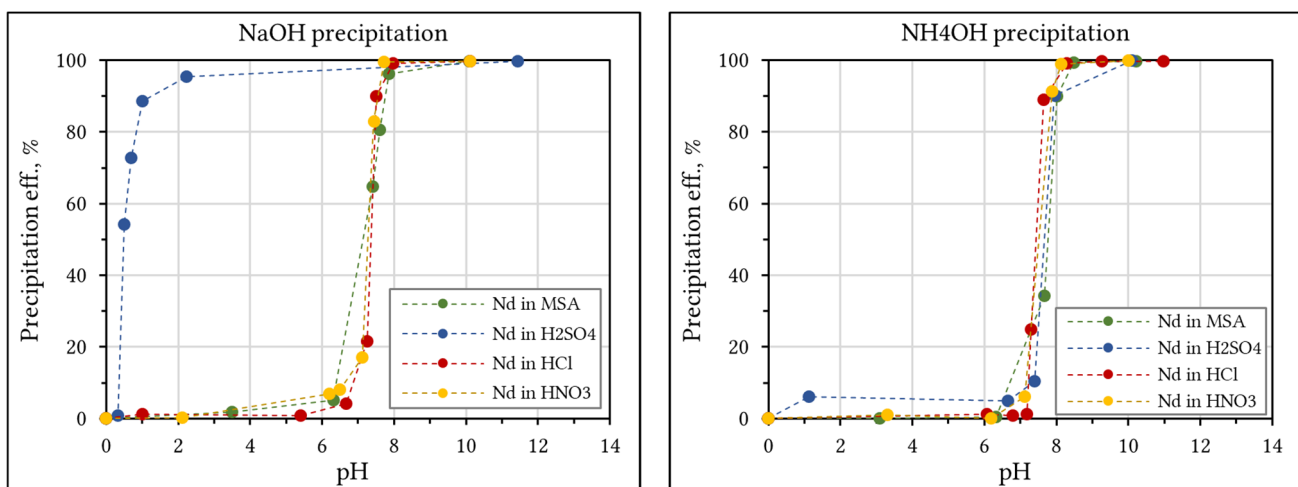 NaOH precipitation
Precipitation eff., %
100
80
60
40
20
0
0 2 4 6 8 10 12 14
pH
Nd in MSA
Nd in H2SO4
Nd in HCl
Nd in HNO3
NH4OH precipitation
Precipitation eff., %
100
80
60
40
20
0
0 2 4 6 8 10 12 14
pH
Nd in MSA
Nd in H2SO4
Nd in HCl
Nd in HNO3